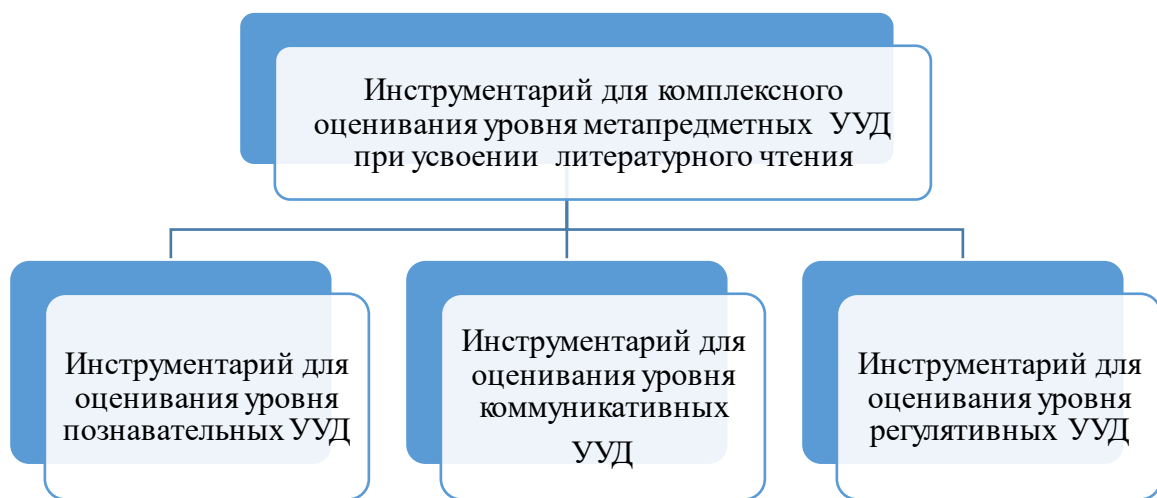 Инструментарий для комплексного
оценивания уровня метапредметных УУД
при усвоении литературного чтения
Инструментарий для
оценивания уровня
познавательных УУД
Инструментарий для
оценивания уровня
коммуникативных
УУД
Инструментарий для
оценивания уровня
регулятивных УУД